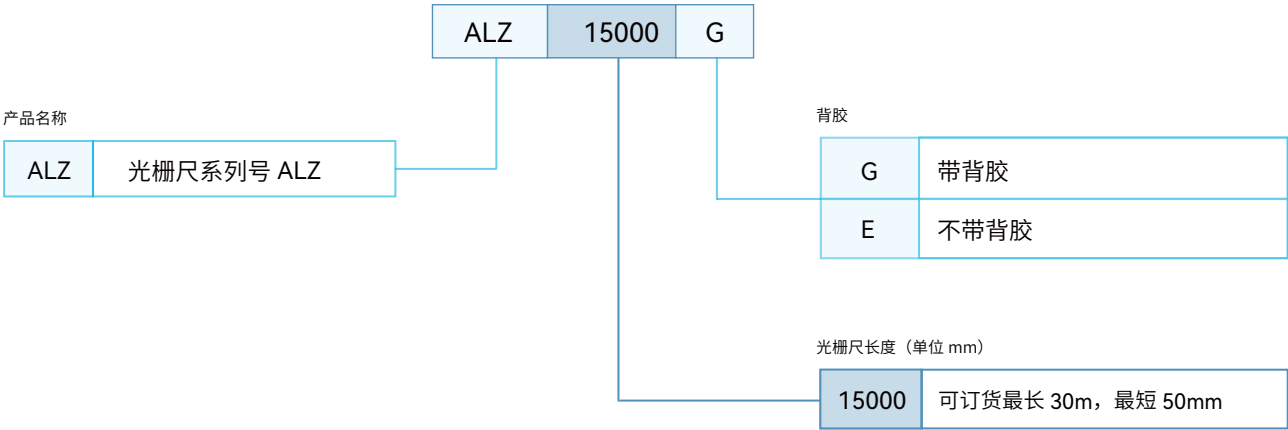 ALZ 15000 G
产品名称
ALZ 光栅尺系列号 ALZ
背胶
G 带背胶
E 不带背胶
光栅尺长度（单位 mm）
15000 可订货最长 30m，最短 50mm